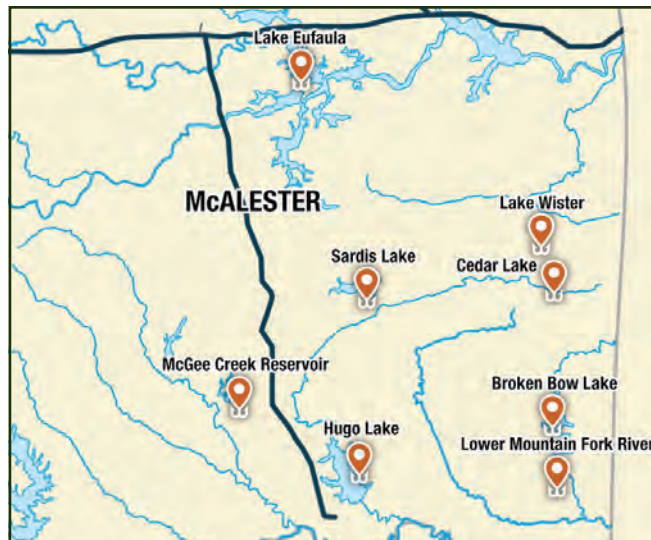 Lake Eufaula
McALESTER
Lake Wister
Sardis Lake
Cedar Lake
McGee Creek Reservoir
Broken Bow Lake
Hugo Lake
Lower Mountain Fork River